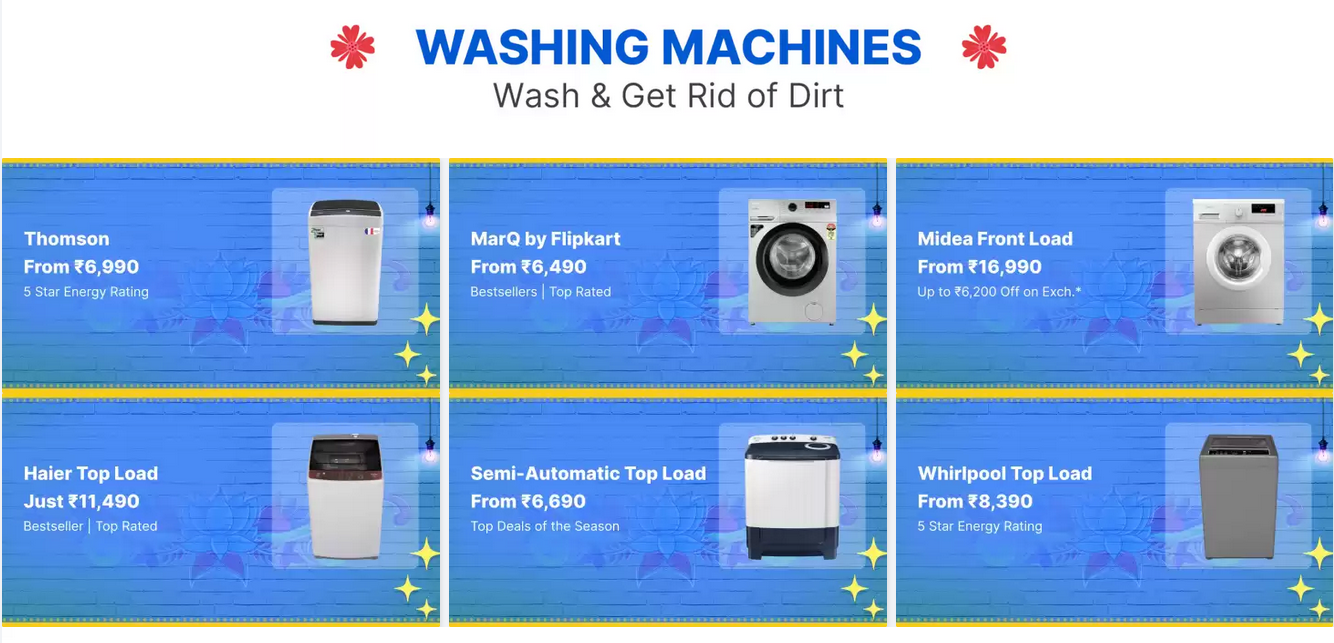 WASHING MACHINES
Wash & Get Rid of Dirt
Thomson
From ₹6,990
5 Star Energy Rating
MarQ by Flipkart
From ₹6,490
Bestsellers | Top Rated
Midea Front Load
From ₹16,990
Up to ₹6,200 Off on Exch.*
Haier Top Load
Just ₹11,490
Bestseller | Top Rated
Semi-Automatic Top Load
From ₹6,690
Top Deals of the Season
Whirlpool Top Load
From ₹8,390
5 Star Energy Rating